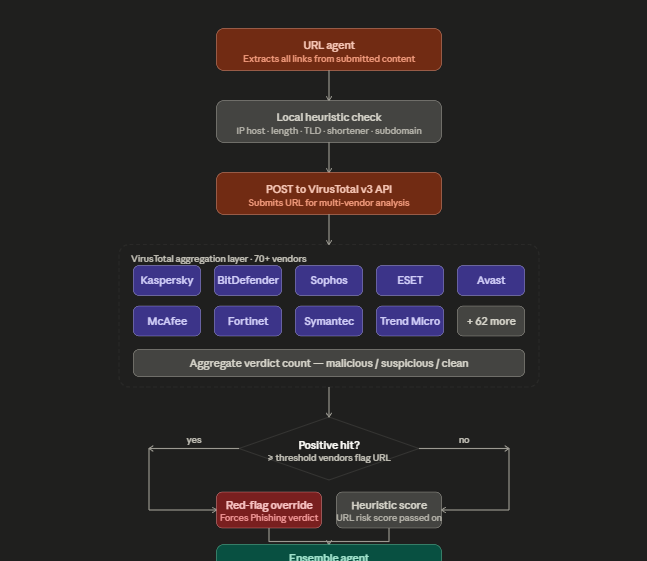 URL agent
Extracts all links from submitted content
Local heuristic check
IP host · length · TLD · shortener · subdomain
POST to VirusTotal v3 API
Submits URL for multi-vendor analysis
VirusTotal aggregation layer · 70+ vendors
Kaspersky BitDefender Sophos ESET Avast
McAfee Fortinet Symantec Trend Micro + 62 more
Aggregate verdict count — malicious / suspicious / clean
Positive hit?
yes no
≥ threshold vendors flag URL
Red-flag override Heuristic score
Forces Phishing verdict URL risk score passed on
Ensemble agent